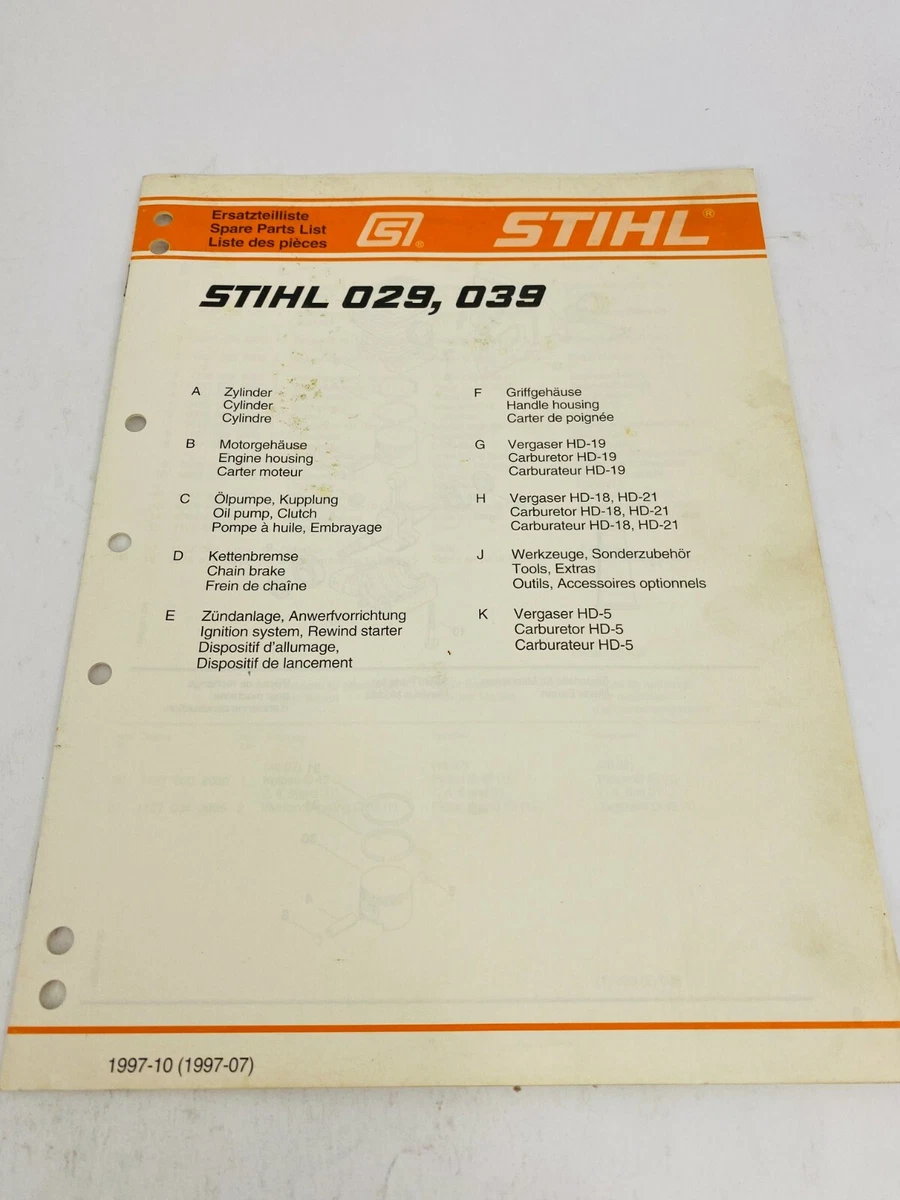 Ersatzteilliste
Spare Parts List
Liste des pièces
STIHL®
STIHL 029, 039
A Zylinder
Cylinder
Cylindre
B Motorgehäuse
Engine housing
Carter moteur
C Ölpumpe, Kupplung
Oil pump, Clutch
Pompe à huile, Embrayage
D Kettenbremse
Chain brake
Frein de chaîne
E Zündanlage, Anwerfvorrichtung
Ignition system, Rewind starter
Dispositif d'allumage,
Dispositif de lancement
F Griffgehäuse
Handle housing
Carter de poignée
G Vergaser HD-19
Carburetor HD-19
Carburateur HD-19
H Vergaser HD-18, HD-21
Carburetor HD-18, HD-21
Carburateur HD-18, HD-21
J Werkzeuge, Sonderzubehör
Tools, Extras
Outils, Accessoires optionnels
K Vergaser HD-5
Carburetor HD-5
Carburateur HD-5
1997-10 (1997-07)